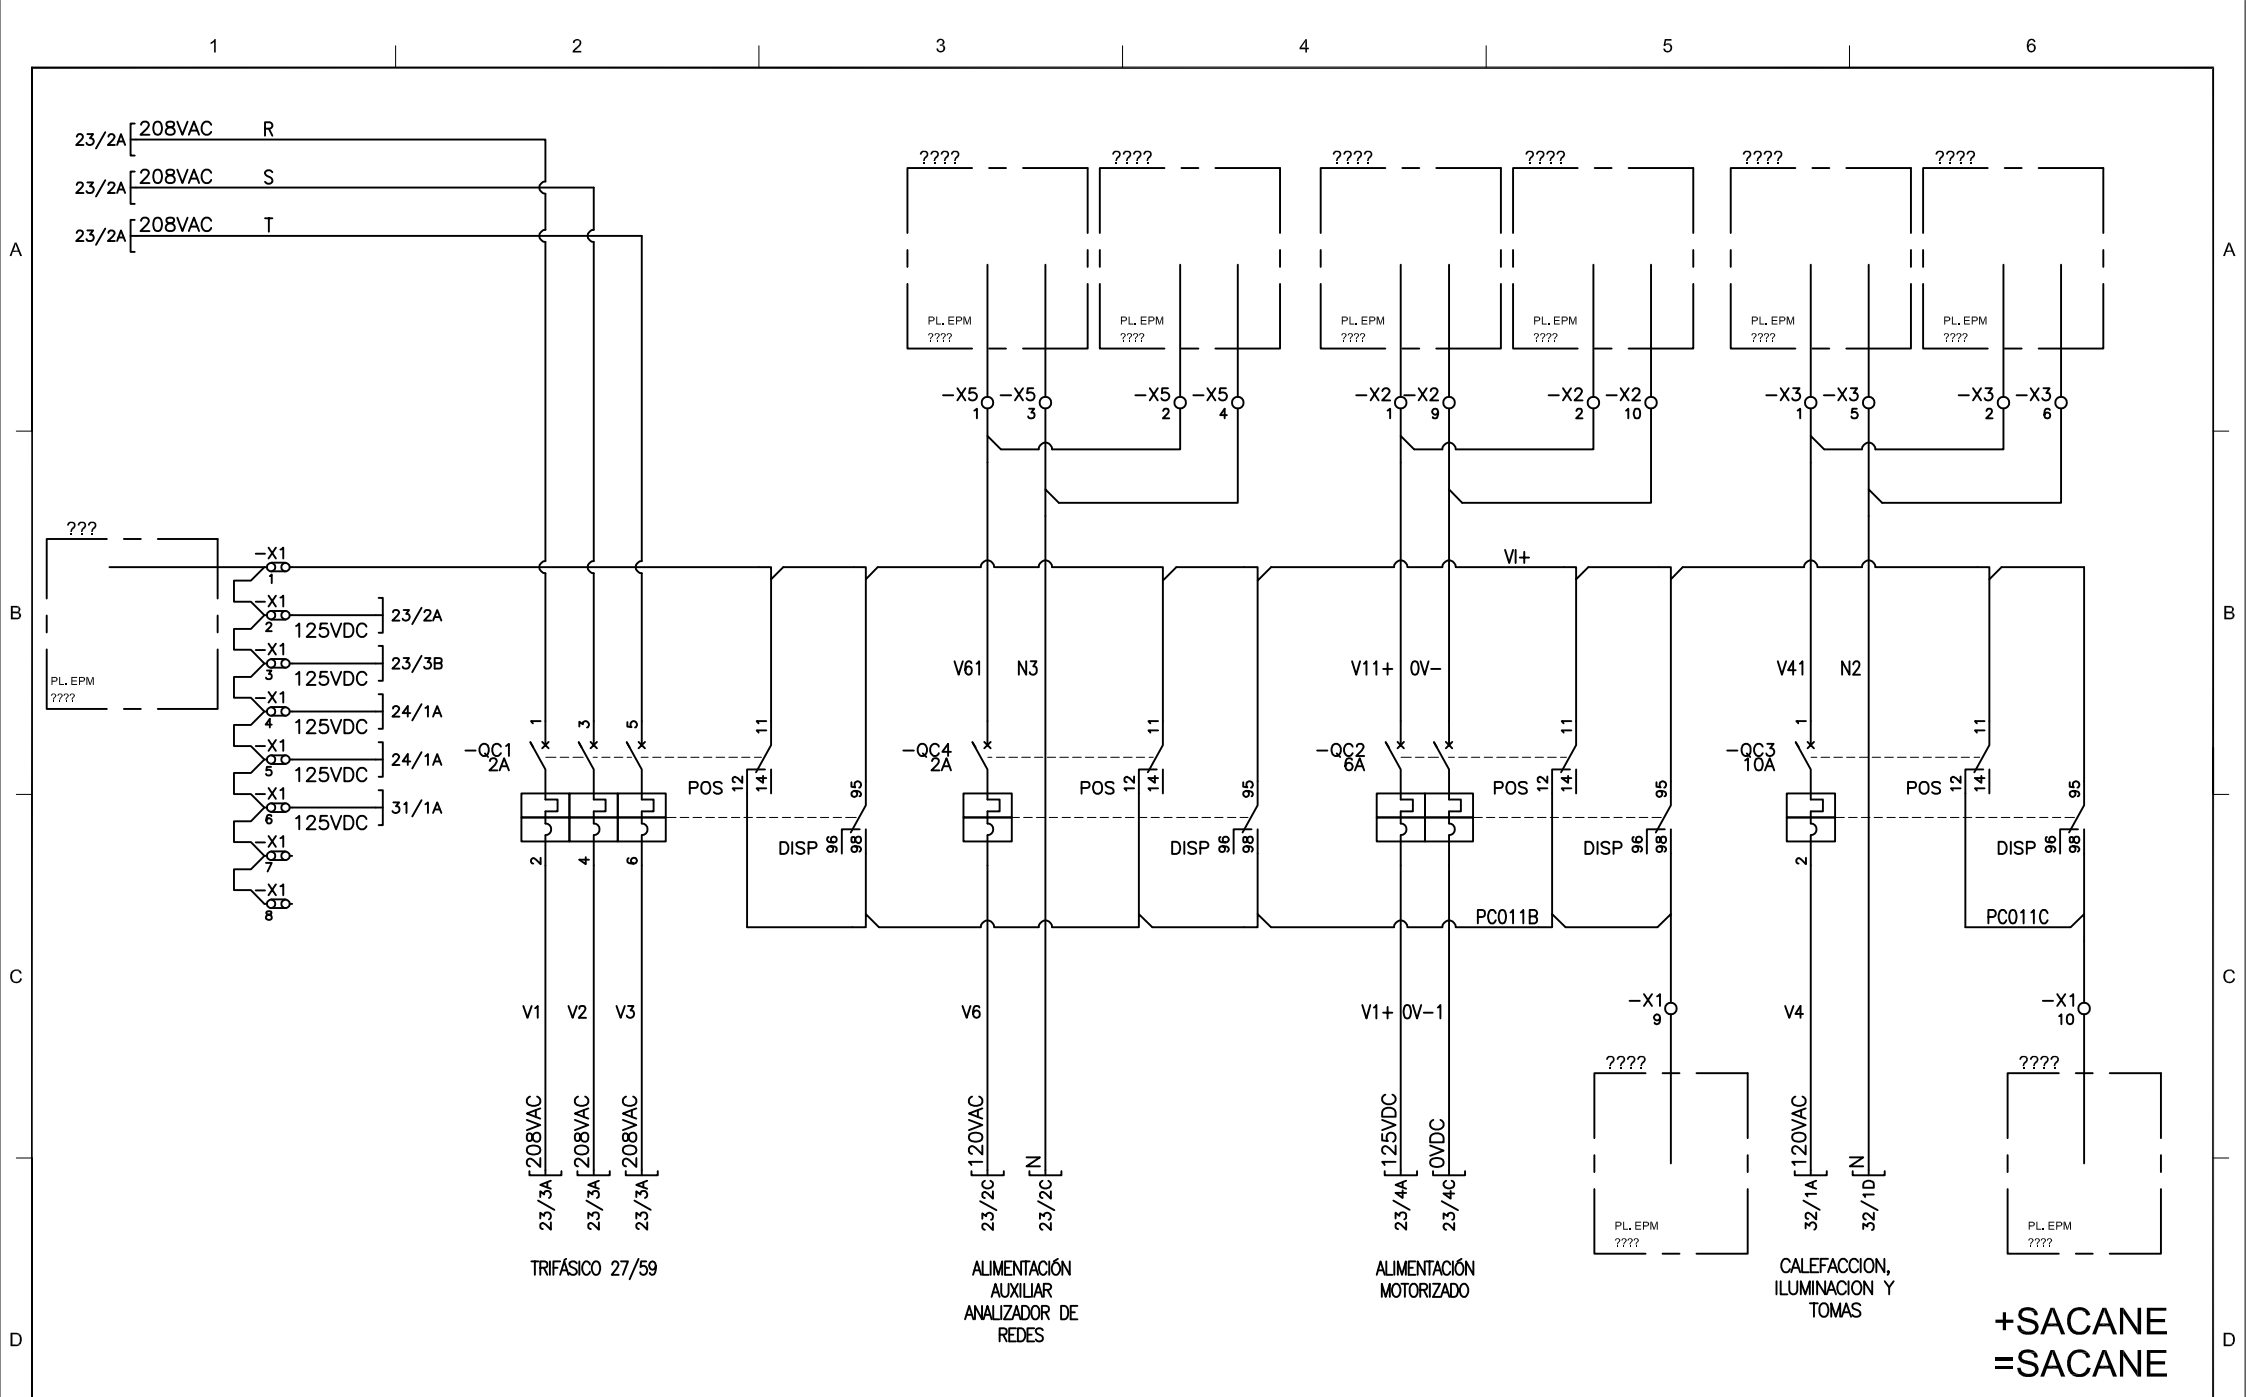 1 2 3 4 5 6
23/2A 208VAC R
23/2A 208VAC S
23/2A 208VAC T
A A
???? ???? ???? ???? ???? ????
PL. EPM PL. EPM PL. EPM PL. EPM PL. EPM PL. EPM
???? ???? ???? ???? ???? ????
-X5 -X5 -X5 -X5 -X2 -X2 -X2 -X2 -X3 -X3 -X3 -X3
1 3 2 4 1 9 2 10 1 5 2 6
???
-X1
1
VI+
B B
-X1
2
125VDC 23/2A
-X1
3
125VDC 23/3B
PL. EPM
????
-X1
4
125VDC 24/1A
-X1
5
125VDC 24/1A
-X1
6
125VDC 31/1A
-X1
7
-X1
8
V61 N3 V11+ 0V- V41 N2
1 3 5 11 11 11 1 11
-QC1
2A
-QC4
2A
-QC2
6A
-QC3
10A
POS 12 14 POS 12 14 POS 12 14 POS 12 14
95 95 95 95
DISP 96 98 DISP 96 98 DISP 96 98 DISP 96 98
2 4 6 2
PC011B PC011C
C C
V1 V2 V3 V6 V1+ 0V-1 V4
-X1
9
-X1
10
???? ????
208VAC 208VAC 208VAC 120VAC N 125VDC 0VDC 120VAC N
23/3A 23/3A 23/3A 23/2C 23/2C 23/4A 23/4C 32/1A 32/1D
PL. EPM PL. EPM
???? ????
TRIFÁSICO 27/59
ALIMENTACIÓN
AUXILIAR
ANALIZADOR DE
REDES
ALIMENTACIÓN
MOTORIZADO
CALEFACCION,
ILUMINACION Y
TOMAS
D D
+SACANE
=SACANE